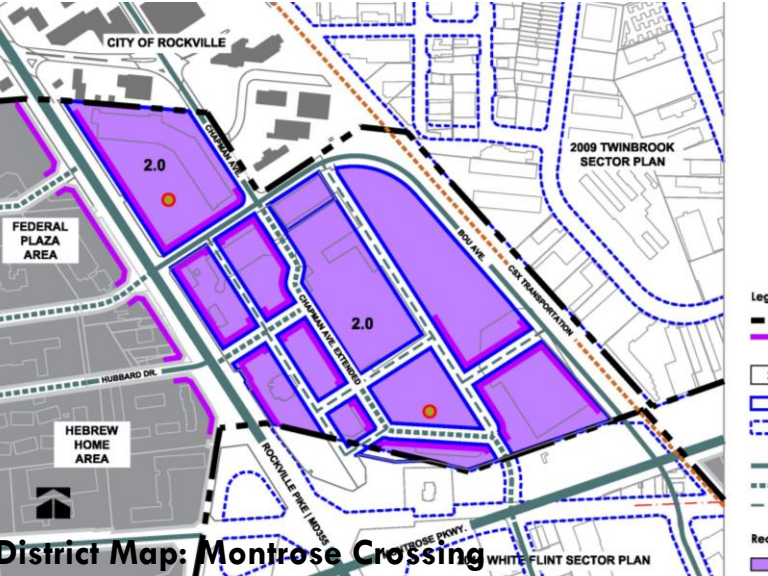 CITY OF ROCKVILLE
CHAPMAN AVE.
2.0
2009 TWINBROOK
SECTOR PLAN
FEDERAL
PLAZA
AREA
BOU AVE.
CSX TRANSPORTATION
Leg
CHAPMAN AVE. EXTENDED
2.0
HUBBARD DR.
HEBREW
HOME
AREA
ROCKVILLE PIKE | MD355
MONTROSE PKWY.
Rec
District Map: Montrose Crossing
WHITE FLINT SECTOR PLAN